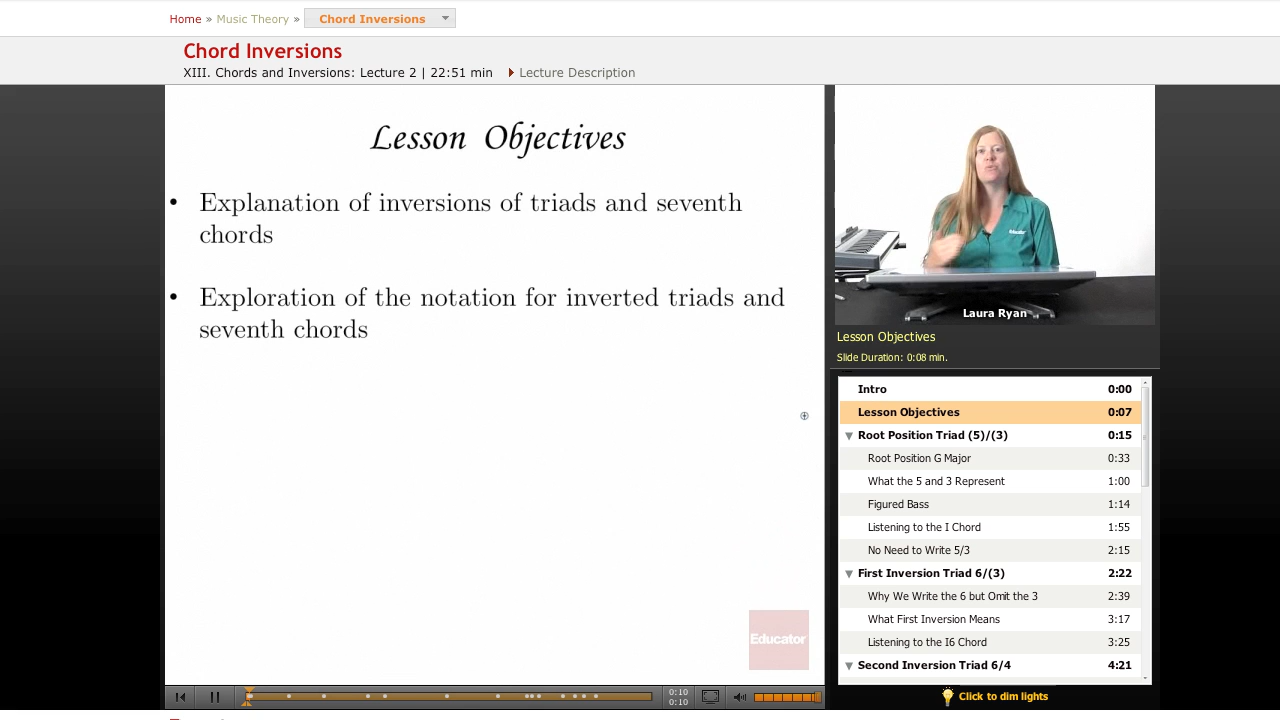 Home » Music Theory » Chord Inversions
Chord Inversions
XIII. Chords and Inversions: Lecture 2 | 22:51 min Lecture Description
Lesson Objectives
• Explanation of inversions of triads and seventh
chords
• Exploration of the notation for inverted triads and
seventh chords
Educator
0:10
0:10
Laura Ryan
Lesson Objectives
Slide Duration: 0:08 min.
Intro 0:00
Lesson Objectives 0:07
Root Position Triad (5)/(3) 0:15
Root Position G Major 0:33
What the 5 and 3 Represent 1:00
Figured Bass 1:14
Listening to the I Chord 1:55
No Need to Write 5/3 2:15
First Inversion Triad 6/(3) 2:22
Why We Write the 6 but Omit the 3 2:39
What First Inversion Means 3:17
Listening to the I6 Chord 3:25
Second Inversion Triad 6/4 4:21
Click to dim lights